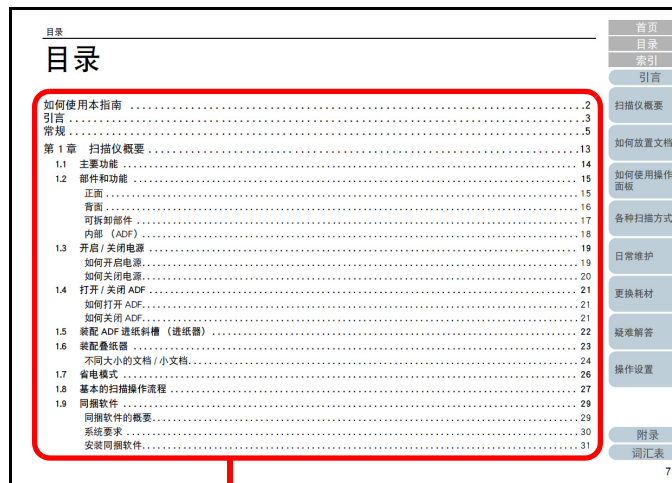 目录
目录
如何使用本指南 ..... 2
引言 ..... 3
常规 ..... 5
第 1 章 扫描仪概要 ..... 13
1.1 主要功能 ..... 14
1.2 部件和功能 ..... 15
正面 ..... 15
背面 ..... 16
可拆卸部件 ..... 17
内部 （ADF） ..... 18
1.3 开启 / 关闭电源 ..... 19
如何开启电源 ..... 19
如何关闭电源 ..... 20
1.4 打开 / 关闭 ADF ..... 21
如何打开 ADF ..... 21
如何关闭 ADF ..... 21
1.5 装配 ADF 进纸斜槽 （进纸器） ..... 22
1.6 装配叠纸器 ..... 23
不同大小的文档 / 小文档 ..... 24
1.7 省电模式 ..... 26
1.8 基本的扫描操作流程 ..... 27
1.9 同捆软件 ..... 29
同捆软件的概要 ..... 29
系统要求 ..... 30
安装同捆软件 ..... 31
首页
目录
索引
引言
扫描仪概要
如何放置文档
如何使用操作
面板
各种扫描方式
日常维护
更换耗材
疑难解答
操作设置
附录
词汇表
7